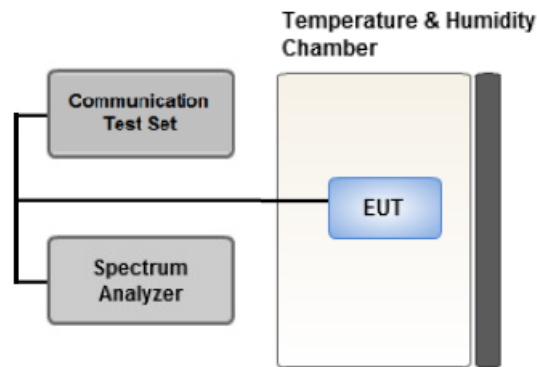 Temperature & Humidity
Chamber
Communication
Test Set
EUT
Spectrum
Analyzer